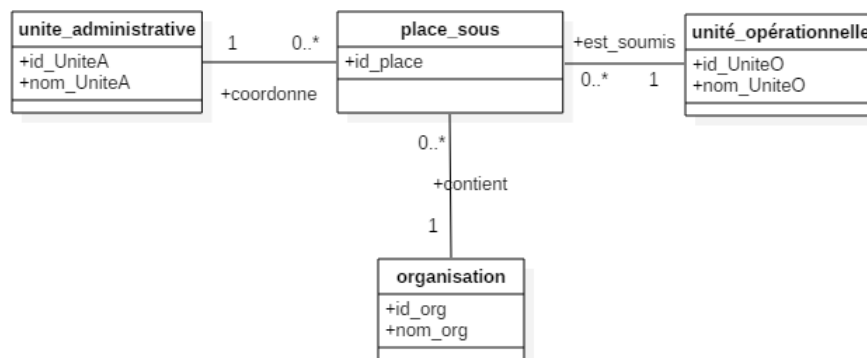 unite_administrative
+id_UniteA
+nom_UniteA
1
0..*
+coordonne
place_sous
+id_place
+est_soumis
0..*
1
unité_opérationnelle
+id_UniteO
+nom_UniteO
0..*
+contient
1
organisation
+id_org
+nom_org